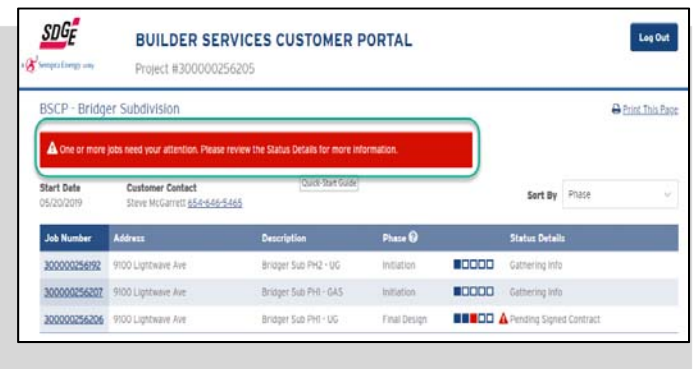 SDGE
BUILDER SERVICES CUSTOMER PORTAL
Log Out
A Sempra Energy utility
Project #300000256205
BSCP - Bridger Subdivision
Print This Page
One or more jobs need your attention. Please review the Status Details for more information.
Quick-Start Guide
Start Date Customer Contact Sort By Phase
05/20/2019 Steve McGarrett 654-646-5465
Job Number Address Description Phase ? Status Details
300000256192 9100 Lightwave Ave Bridger Sub PH2 - UG Initiation Gathering Info
300000256207 9100 Lightwave Ave Bridger Sub PH1 - GAS Initiation Gathering Info
300000256206 9100 Lightwave Ave Bridger Sub PH1 - UG Final Design Pending Signed Contract